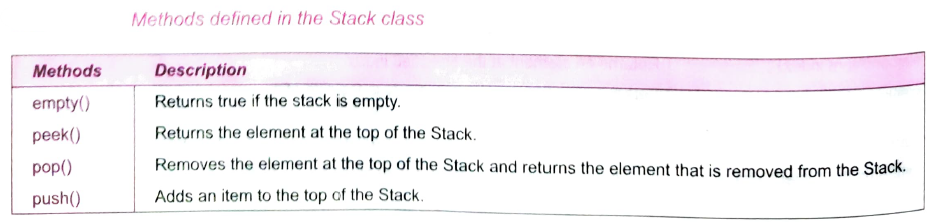 Methods defined in the Stack class
Methods Description
empty() Returns true if the stack is empty.
peek() Returns the element at the top of the Stack.
pop() Removes the element at the top of the Stack and returns the element that is removed from the Stack.
push() Adds an item to the top of the Stack.